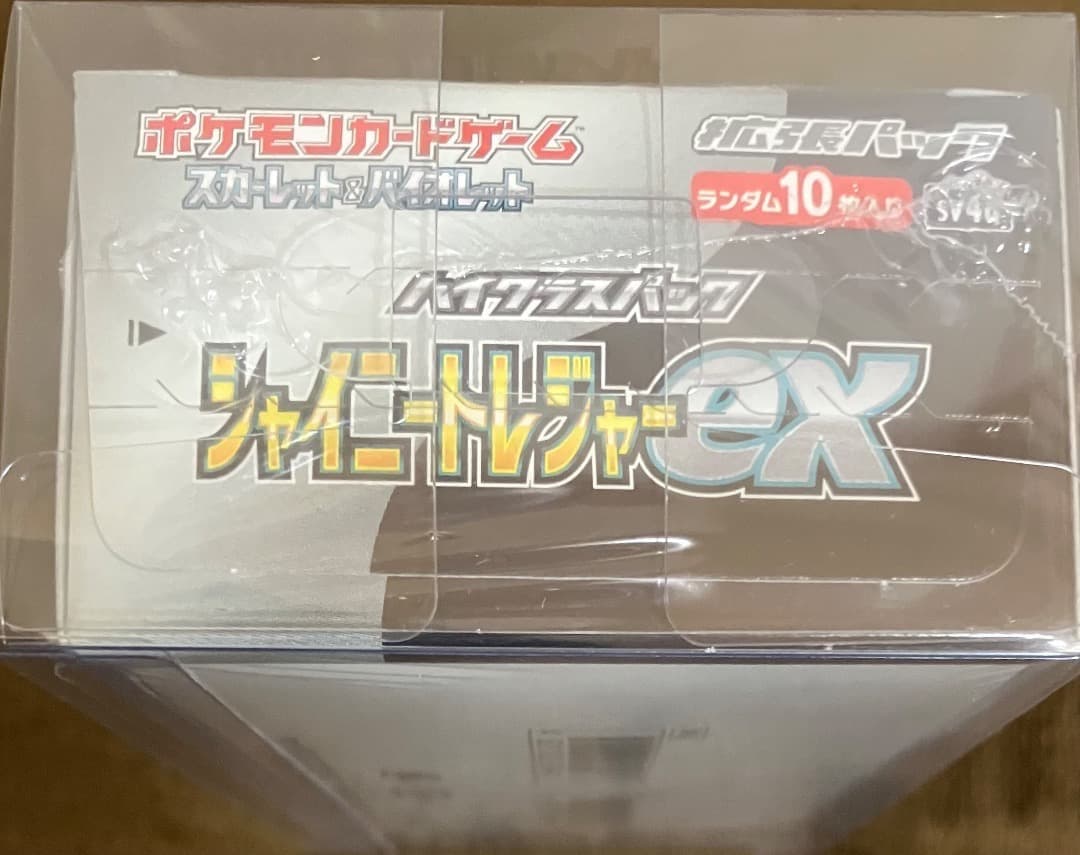 ポケモンカードゲーム™
スカーレット&バイオレット
拡張パック
ランダム10枚入り
SV4a
ハイクラスパック
シャイニートレジャーex